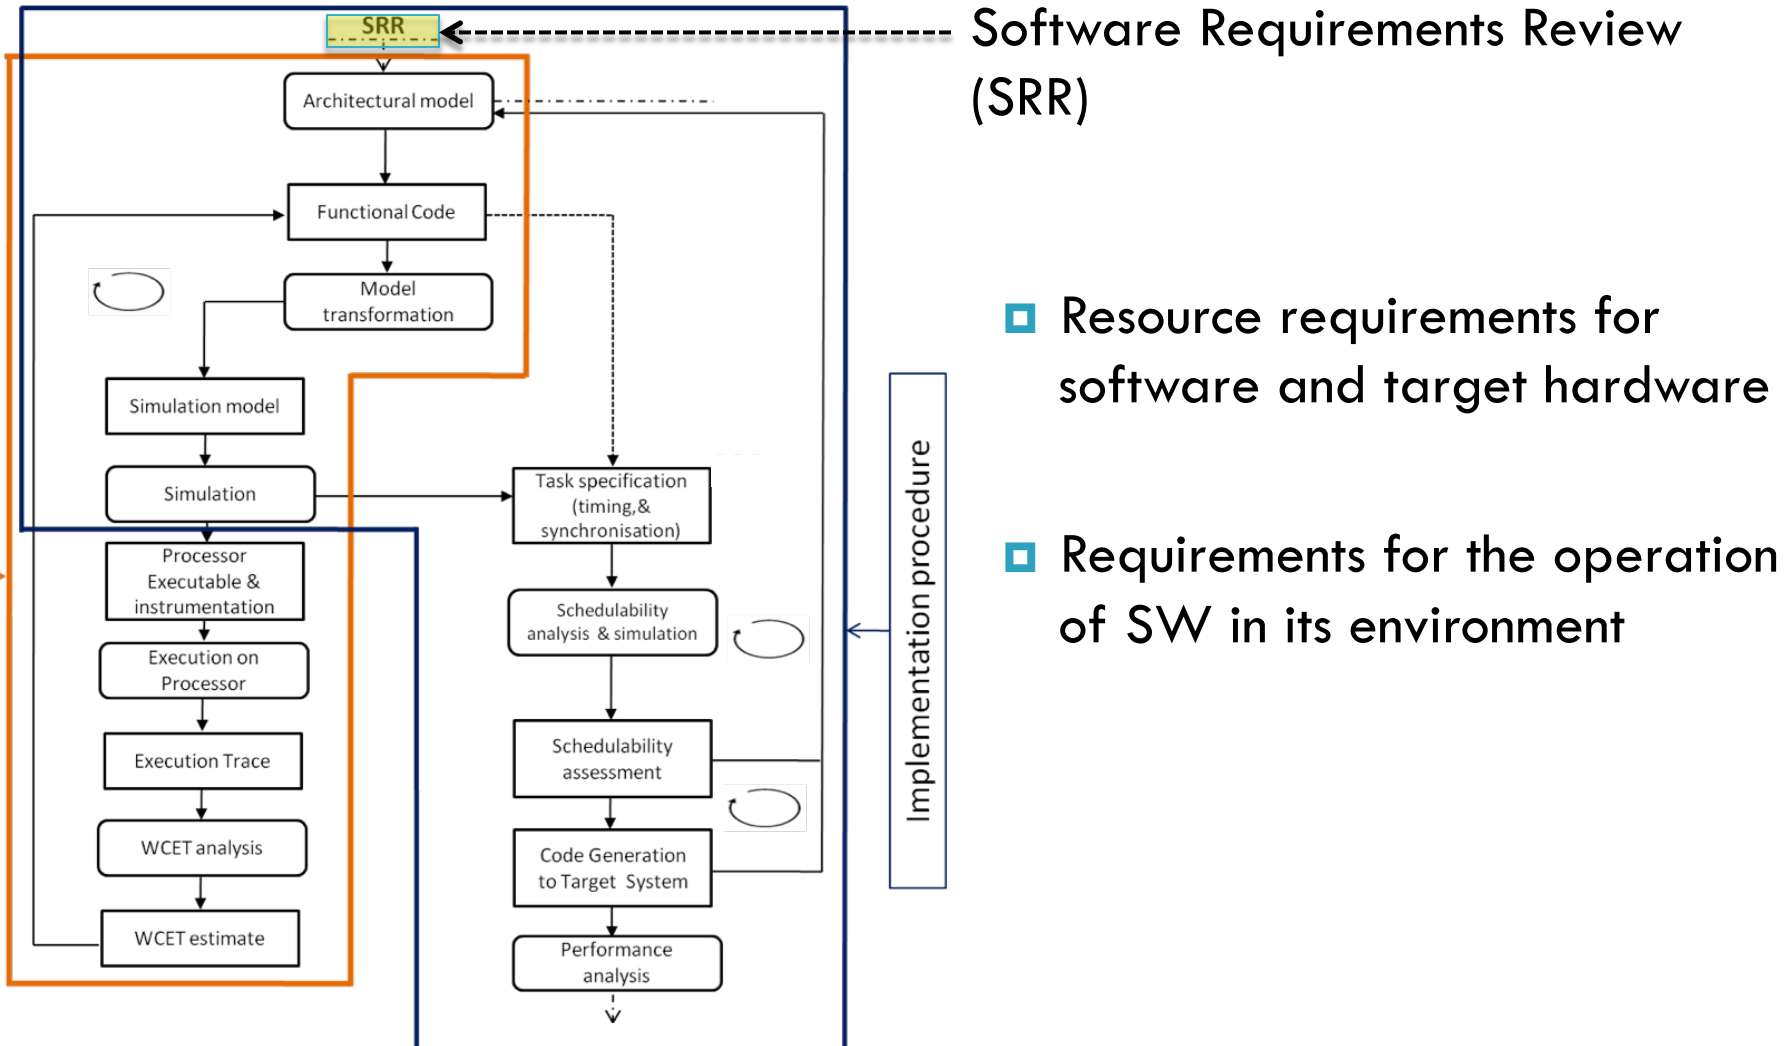 SRR
Software Requirements Review
(SRR)
Architectural model
Functional Code
Model
transformation
Simulation model
Simulation
Processor
Executable &
instrumentation
Execution on
Processor
Execution Trace
WCET analysis
WCET estimate
Task specification
(timing,&
synchronisation)
Schedulability
analysis & simulation
Schedulability
assessment
Code Generation
to Target System
Performance
analysis
Implementation procedure
Resource requirements for
software and target hardware
Requirements for the operation
of SW in its environment